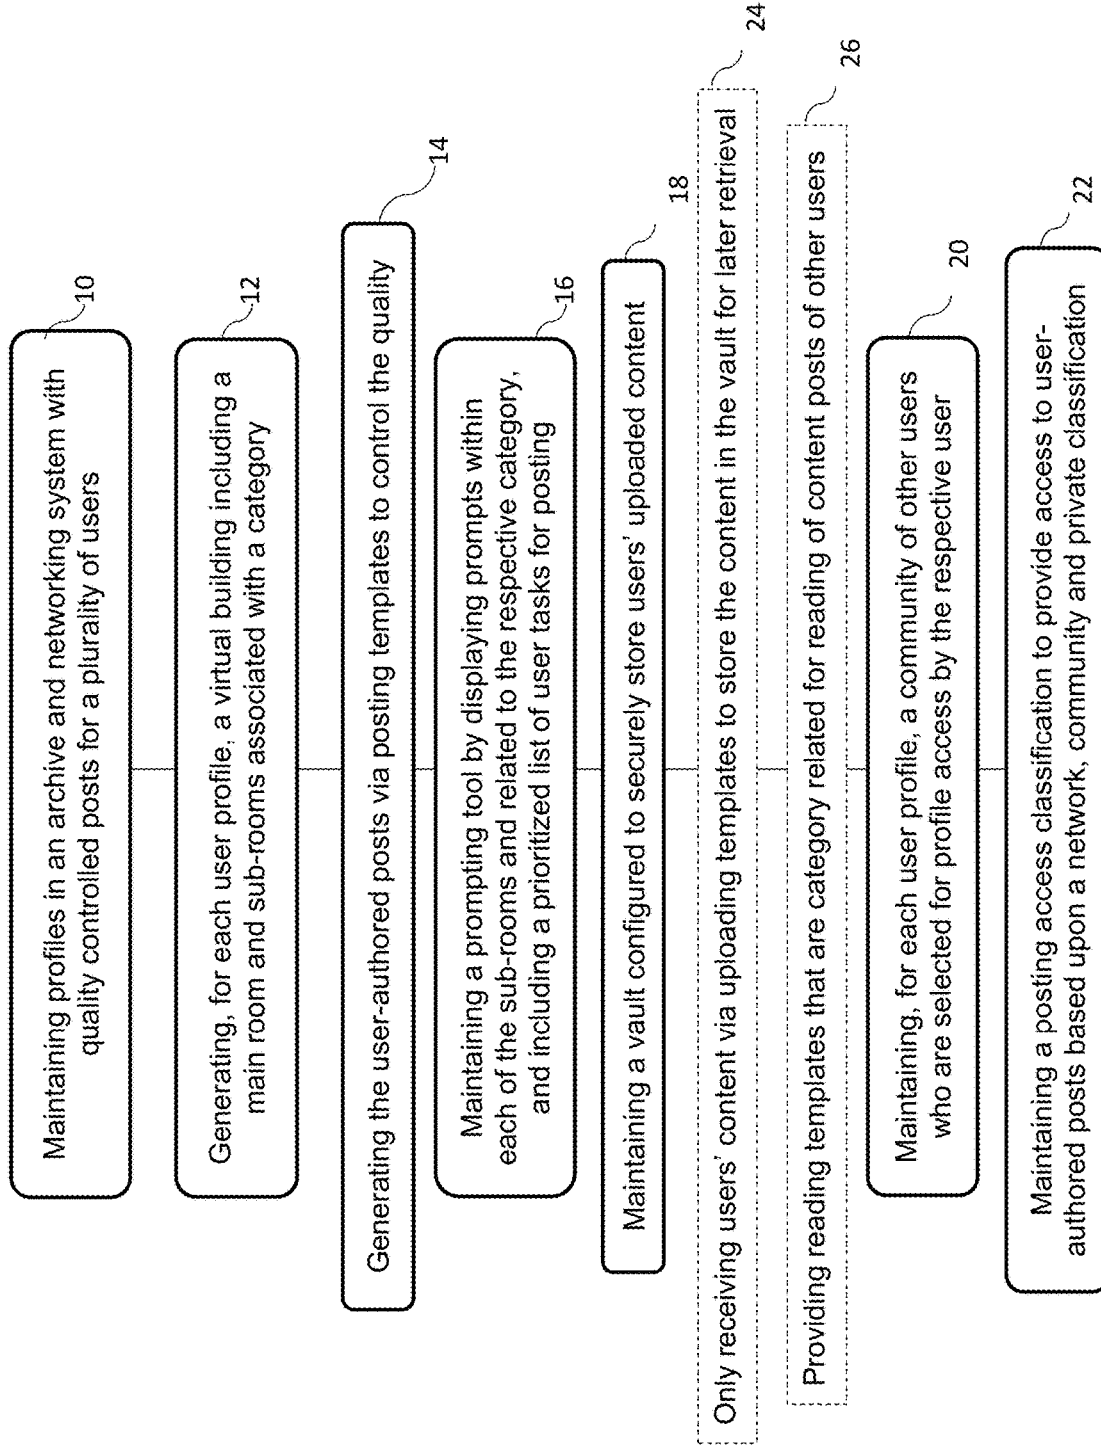 Maintaining profiles in an archive and networking system with
quality controlled posts for a plurality of users
10
Generating, for each user profile, a virtual building including a
main room and sub-rooms associated with a category
12
Generating the user-authored posts via posting templates to control the quality
14
Maintaining a prompting tool by displaying prompts within
each of the sub-rooms and related to the respective category,
and including a prioritized list of user tasks for posting
16
Maintaining a vault configured to securely store users' uploaded content
18
Only receiving users' content via uploading templates to store the content in the vault for later retrieval
24
Providing reading templates that are category related for reading of content posts of other users
26
Maintaining, for each user profile, a community of other users
who are selected for profile access by the respective user
20
Maintaining a posting access classification to provide access to user-
authored posts based upon a network, community and private classification
22